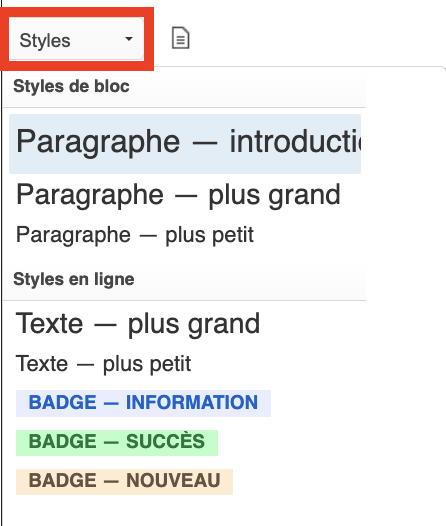 Styles
Styles de bloc
Paragraphe — introducti
Paragraphe — plus grand
Paragraphe — plus petit
Styles en ligne
Texte — plus grand
Texte — plus petit
BADGE — INFORMATION
BADGE — SUCCÈS
BADGE — NOUVEAU